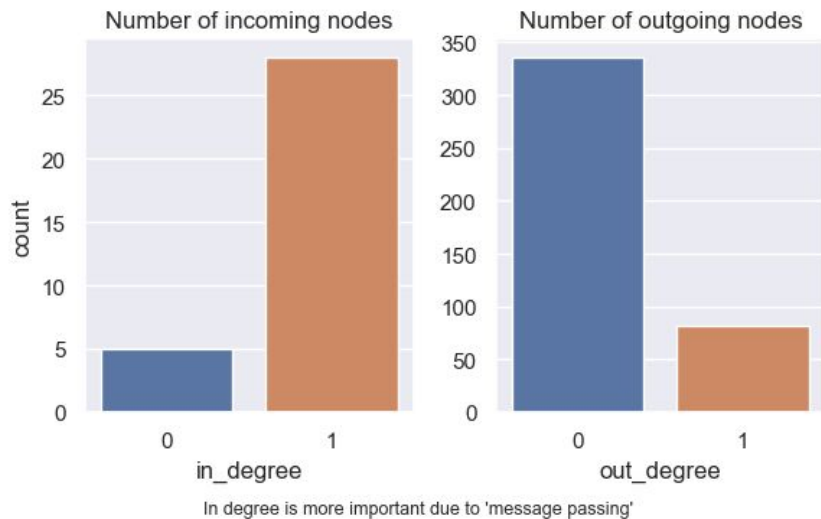 Number of incoming nodes
25
20
15
10
5
0
count
0 1
in_degree
Number of outgoing nodes
350
300
250
200
150
100
50
0
0 1
out_degree
In degree is more important due to 'message passing'